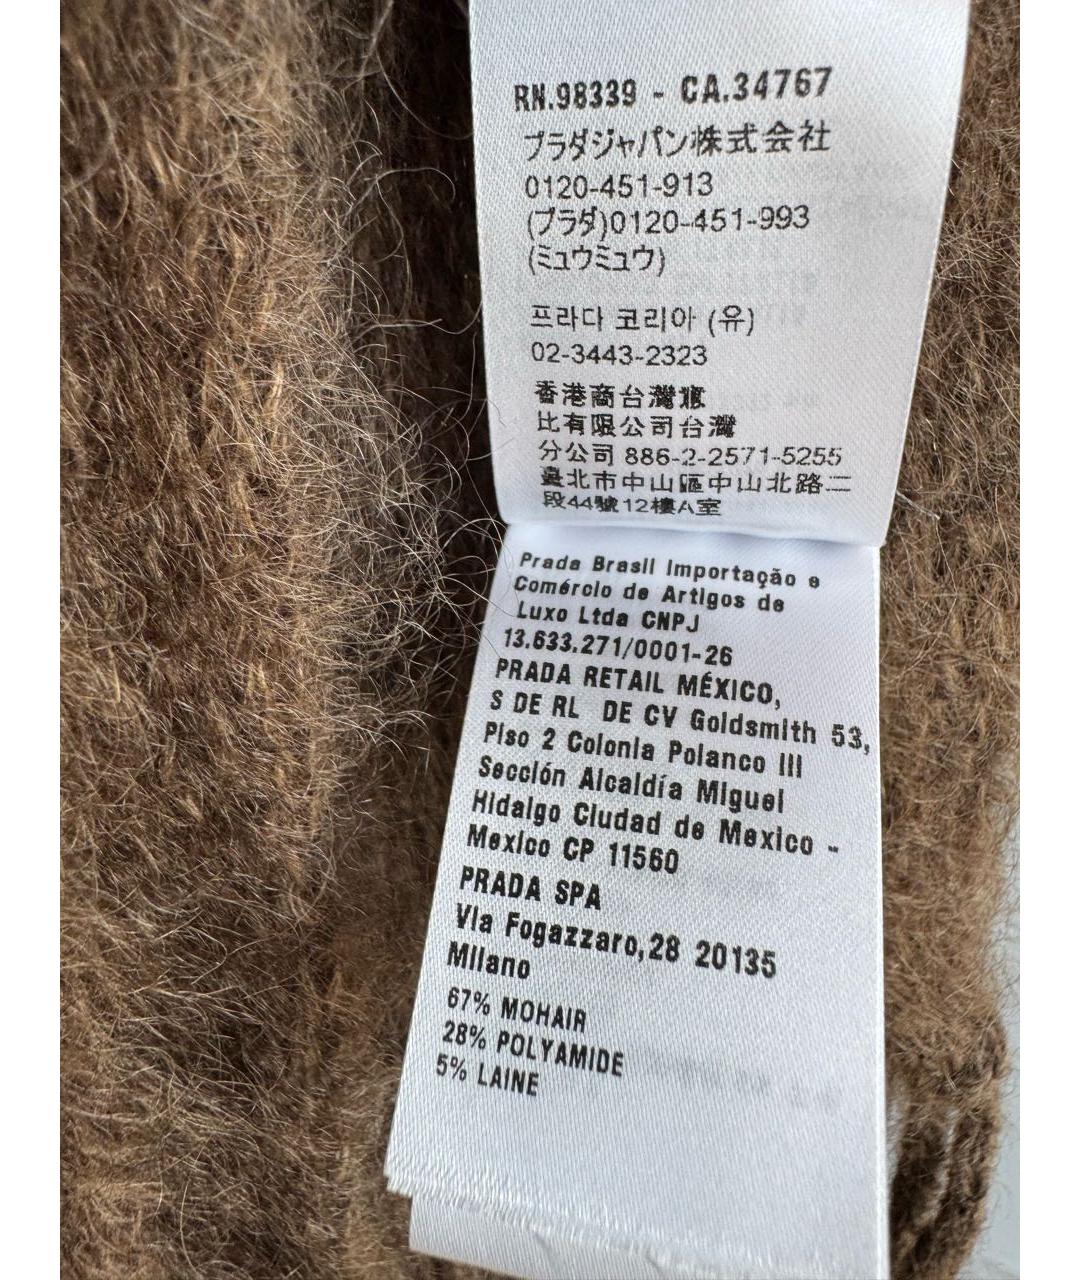 RN.98339 - CA.34767
プラダジャパン株式会社
0120-451-913
(プラダ)0120-451-993
(ミュウミュウ)
프라다 코리아 (유)
02-3443-2323
香港商台灣寢
比有限公司台灣
分公司 886-2-2571-5255
臺北市中山區中山北路二
段44號12樓A室
Prada Brasil Importação e
Comércio de Artigos de
Luxo Ltda CNPJ
13.633.271/0001-26
PRADA RETAIL MÉXICO,
S DE RL DE CV Goldsmith 53,
Piso 2 Colonia Polanco III
Sección Alcaldía Miguel
Hidalgo Ciudad de Mexico -
Mexico CP 11560
PRADA SPA
Via Fogazzaro,28 20135
Milano
67% MOHAIR
28% POLYAMIDE
5% LAINE